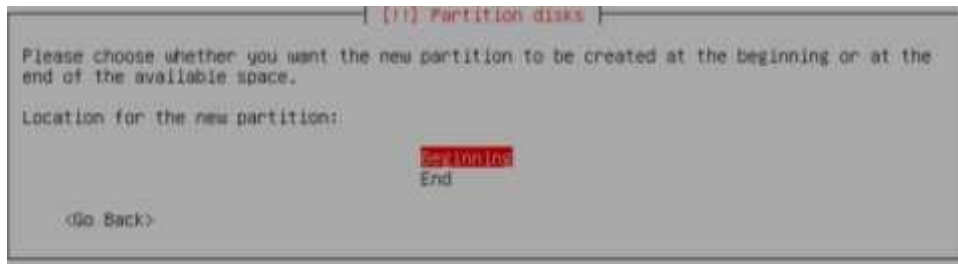 [!!] Partition disks
Please choose whether you want the new partition to be created at the beginning or at the
end of the available space.
Location for the new partition:
Beginning
End
<Go Back>